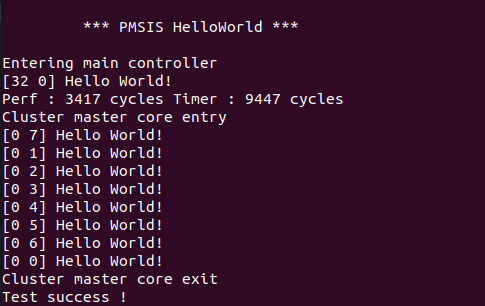 *** PMSIS HelloWorld ***
Entering main controller
[32 0] Hello World!
Perf : 3417 cycles Timer : 9447 cycles
Cluster master core entry
[0 7] Hello World!
[0 1] Hello World!
[0 2] Hello World!
[0 3] Hello World!
[0 4] Hello World!
[0 5] Hello World!
[0 6] Hello World!
[0 0] Hello World!
Cluster master core exit
Test success !